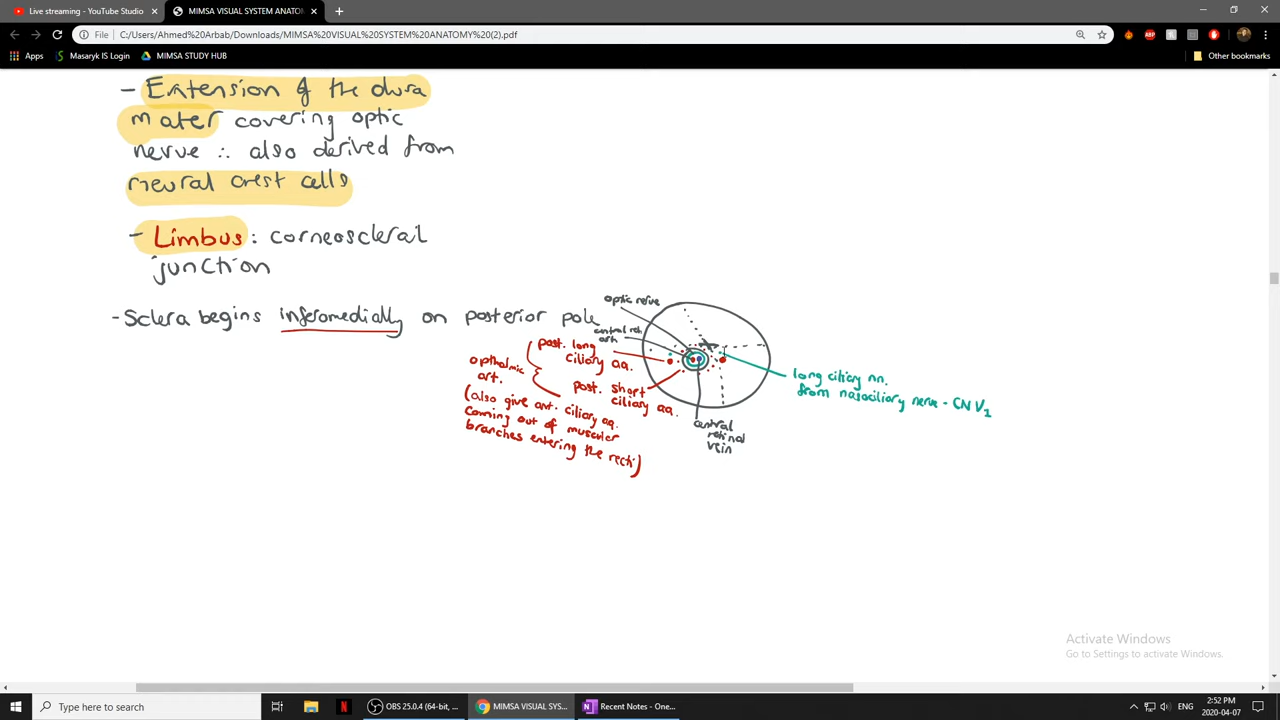 Live streaming - YouTube Studio
MIMSA VISUAL SYSTEM ANATOM
File
C:/Users/Ahmed%20Arbab/Downloads/MIMSA%20VISUAL%20SYSTEM%20ANATOMY%20(2).pdf
Apps
Masaryk IS Login
MIMSA STUDY HUB
ABP
Other bookmarks
- Extension of the dura
mater covering optic
nerve ∴ also derived from
neural crest cells
- Limbus: corneoscleral
junction
- Sclera begins inferomedially on posterior pole
optic nerve
central ret.
art.
post. long
ciliary aa.
opthalmic
art.
post. short
ciliary aa.
(also give ant. ciliary aa.
coming out of muscular
branches entering the recti)
central
retinal
vein
long ciliary nn.
from nasociliary nerve - CN V1
Activate Windows
Go to Settings to activate Windows.
Type here to search
OBS 25.0.4 (64-bit, ...
MIMSA VISUAL SYS...
Recent Notes - One...
ENG
2:52 PM
2020-04-07